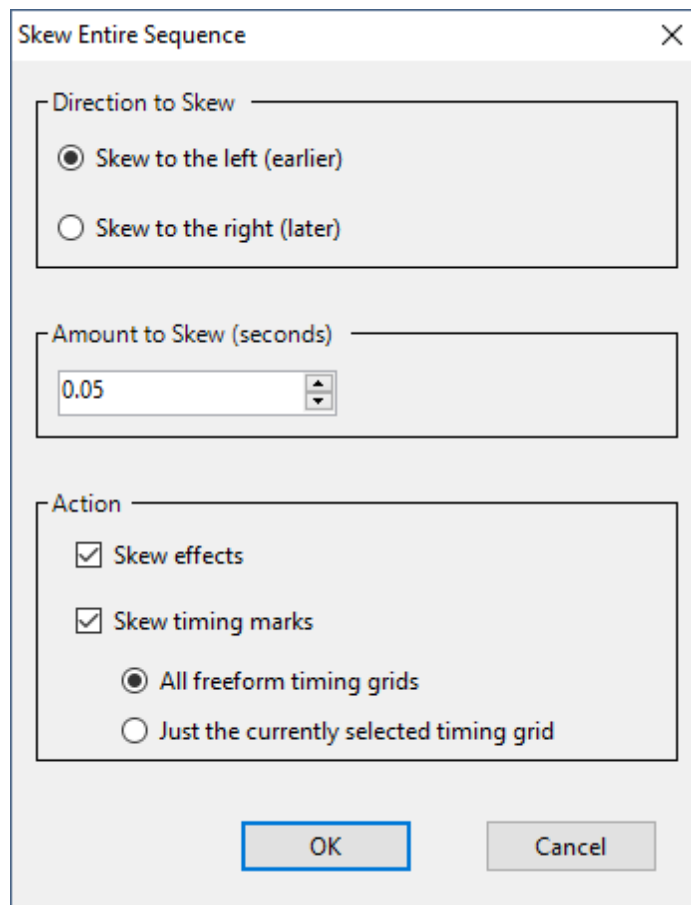 Skew Entire Sequence
Direction to Skew
Skew to the left (earlier)
Skew to the right (later)
Amount to Skew (seconds)
0.05
Action
Skew effects
Skew timing marks
All freeform timing grids
Just the currently selected timing grid
OK Cancel